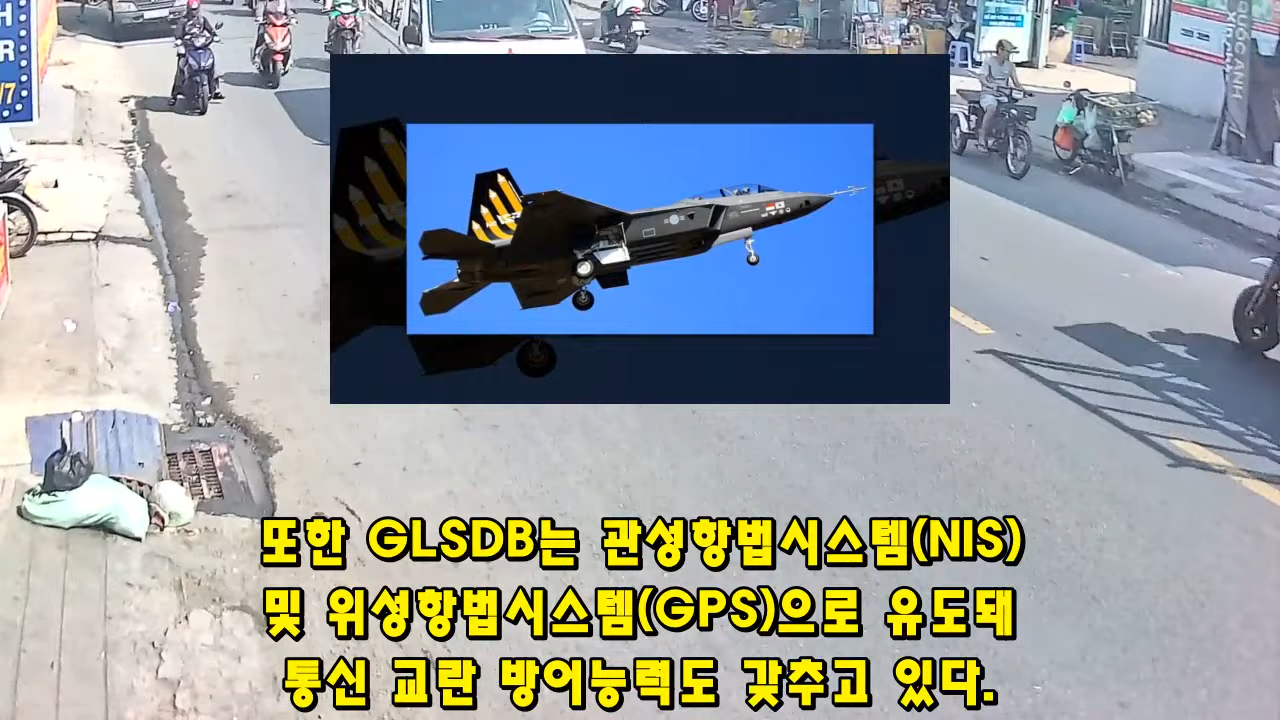 H
R
/7
QUOCANH
또한 GLSDB는 관성항법시스템(NIS)
및 위성항법시스템(GPS)으로 유도돼
통신 교란 방어능력도 갖추고 있다.